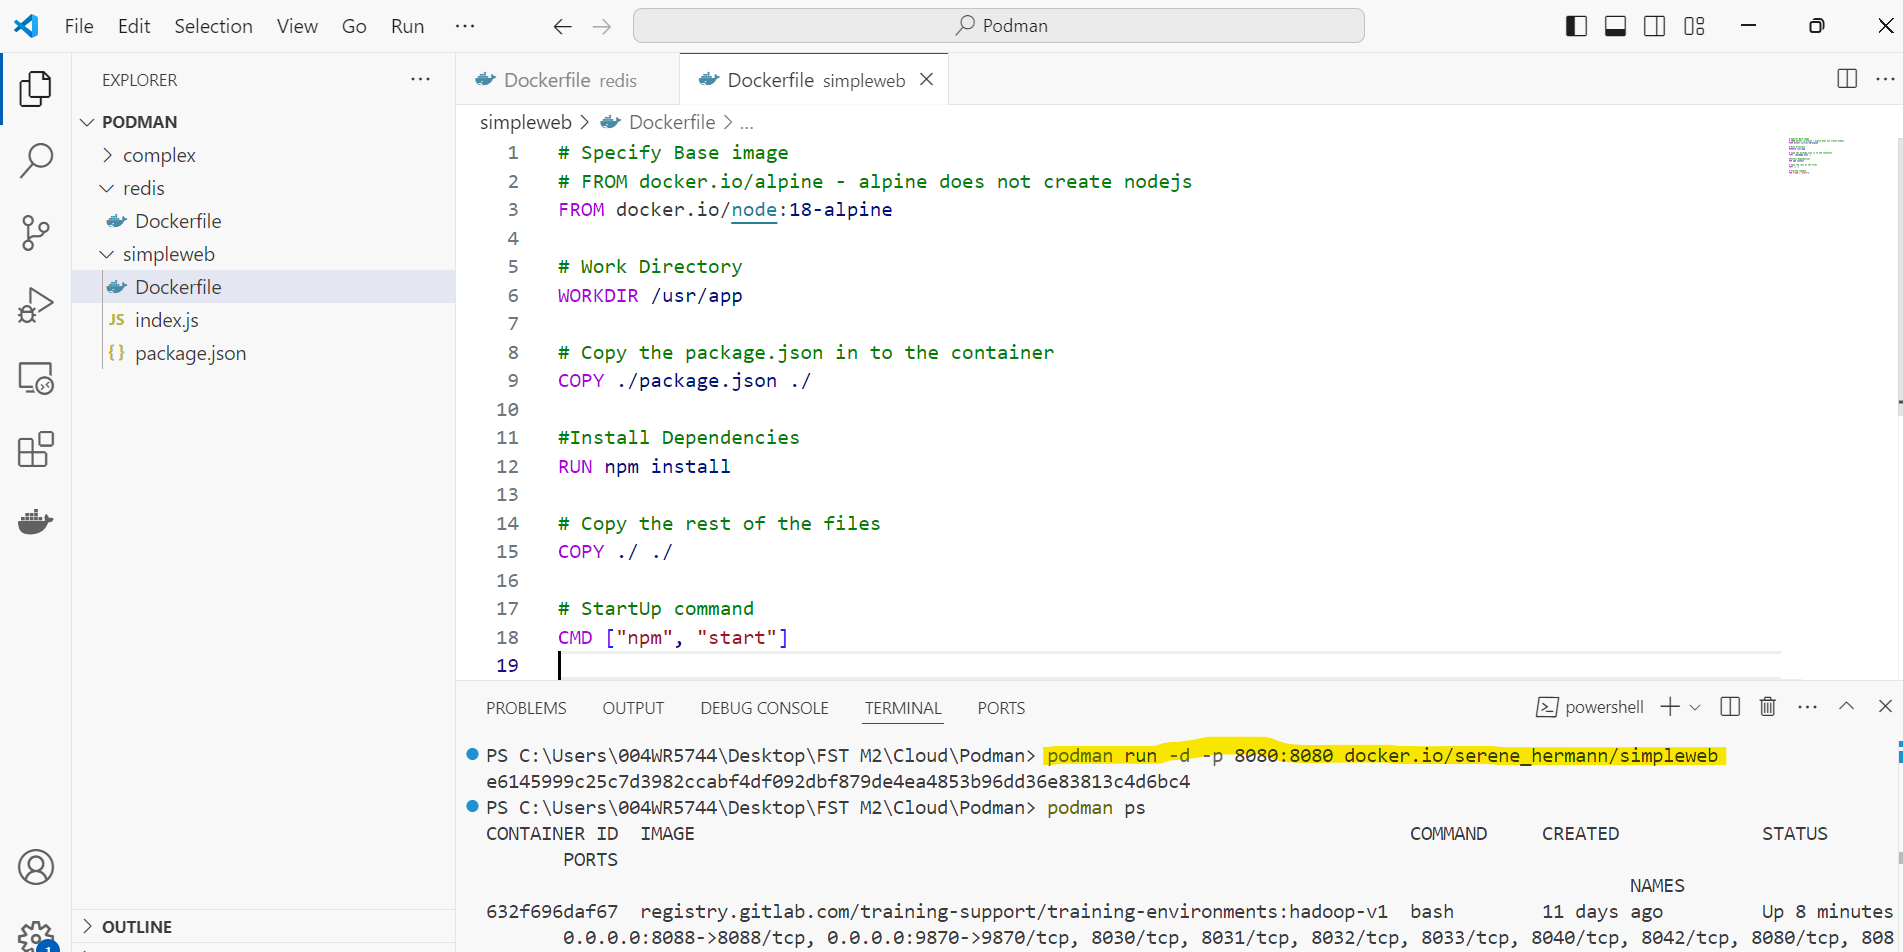 File Edit Selection View Go Run ···
Podman
EXPLORER ···
PODMAN
complex
redis
Dockerfile
simpleweb
Dockerfile
JS index.js
{} package.json
OUTLINE
1
Dockerfile redis
Dockerfile simpleweb
simpleweb > Dockerfile > ...
1 # Specify Base image
2 # FROM docker.io/alpine - alpine does not create nodejs
3 FROM docker.io/node:18-alpine
4
5 # Work Directory
6 WORKDIR /usr/app
7
8 # Copy the package.json in to the container
9 COPY ./package.json ./
10
11 #Install Dependencies
12 RUN npm install
13
14 # Copy the rest of the files
15 COPY ./ ./
16
17 # StartUp command
18 CMD ["npm", "start"]
19
PROBLEMS OUTPUT DEBUG CONSOLE TERMINAL PORTS
powershell
PS C:\Users\004WR5744\Desktop\FST M2\Cloud\Podman> podman run -d -p 8080:8080 docker.io/serene_hermann/simpleweb
e6145999c25c7d3982ccabf4df092dbf879de4ea4853b96dd36e83813c4d6bc4
PS C:\Users\004WR5744\Desktop\FST M2\Cloud\Podman> podman ps
CONTAINER ID IMAGE COMMAND CREATED STATUS
PORTS
NAMES
632f696daf67 registry.gitlab.com/training-support/training-environments:hadoop-v1 bash 11 days ago Up 8 minutes
0.0.0.0:8088->8088/tcp, 0.0.0.0:9870->9870/tcp, 8030/tcp, 8031/tcp, 8032/tcp, 8033/tcp, 8040/tcp, 8042/tcp, 8080/tcp, 808